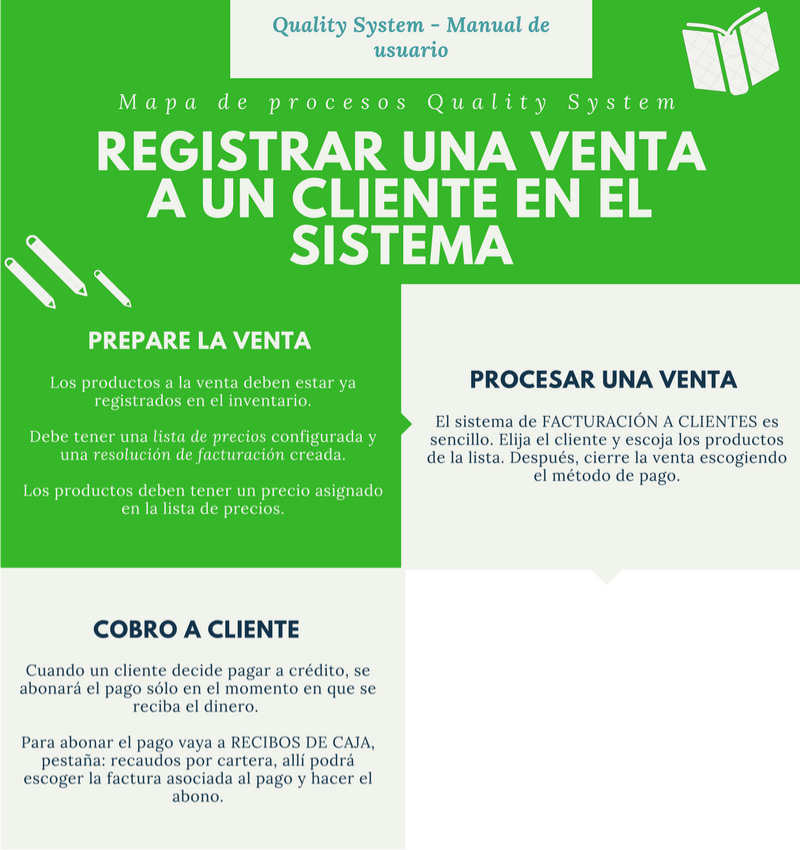 Quality System - Manual de
usuario
Mapa de procesos Quality System
REGISTRAR UNA VENTA
A UN CLIENTE EN EL
SISTEMA
PREPARE LA VENTA
Los productos a la venta deben estar ya
registrados en el inventario.
Debe tener una lista de precios configurada y
una resolución de facturación creada.
Los productos deben tener un precio asignado
en la lista de precios.
PROCESAR UNA VENTA
El sistema de FACTURACIÓN A CLIENTES es
sencillo. Elija el cliente y escoja los productos
de la lista. Después, cierre la venta escogiendo
el método de pago.
COBRO A CLIENTE
Cuando un cliente decide pagar a crédito, se
abonará el pago sólo en el momento en que se
reciba el dinero.
Para abonar el pago vaya a RECIBOS DE CAJA,
pestaña: recaudos por cartera, allí podrá
escoger la factura asociada al pago y hacer el
abono.